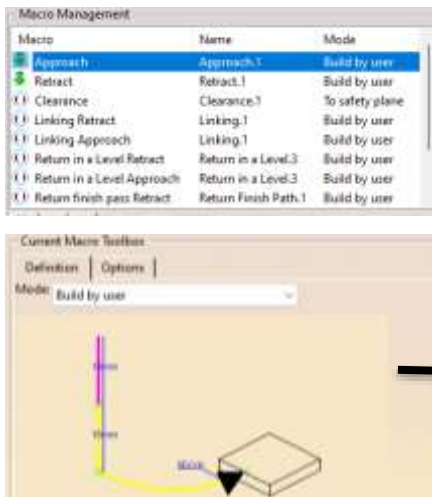 Macro Management
Macro Name Mode
Approach Approach.1 Build by user
Retract Retract.1 Build by user
Clearance Clearance.1 To safety plane
Linking Retract Linking.1 Build by user
Linking Approach Linking.1 Build by user
Return in a Level Retract Return in a Level.3 Build by user
Return in a Level Approach Return in a Level.3 Build by user
Return finish pass Retract Return Finish Path.1 Build by user
Current Macro Toolbox
Definition Options
Mode: Build by user